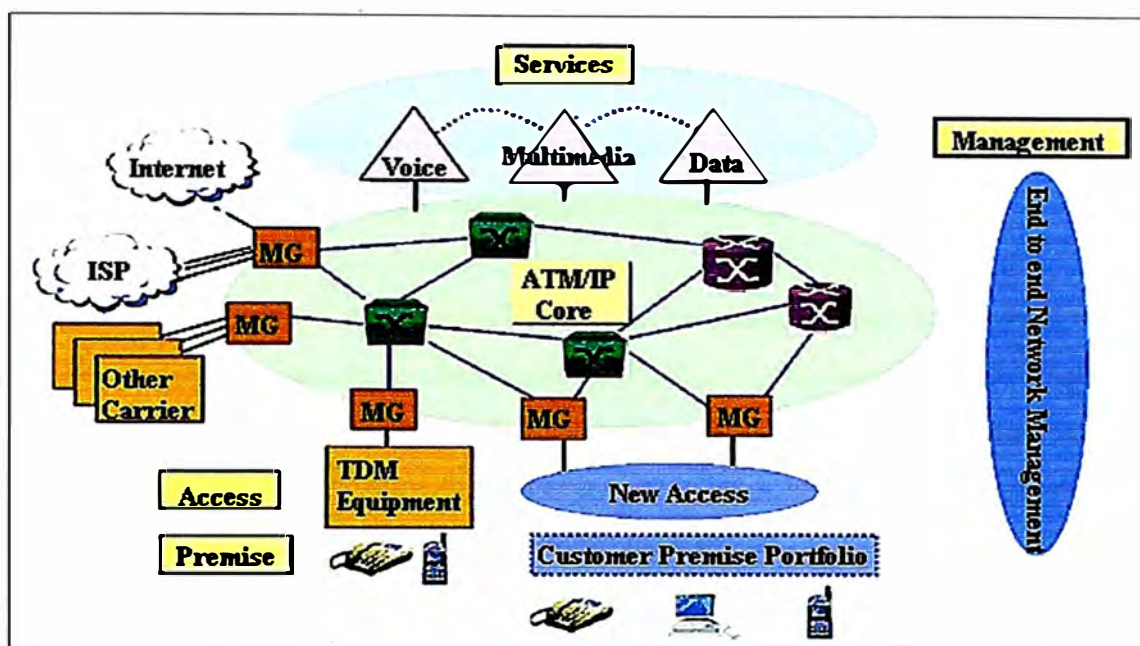 Services
Management
Voice
Multimedia
Data
Internet
ISP
MG
MG
ATM/IP
Core
Other
Carrier
MG
MG
MG
TDM
Equipment
New Access
Access
Premise
Customer Premise Portfolio
End to end Network Management